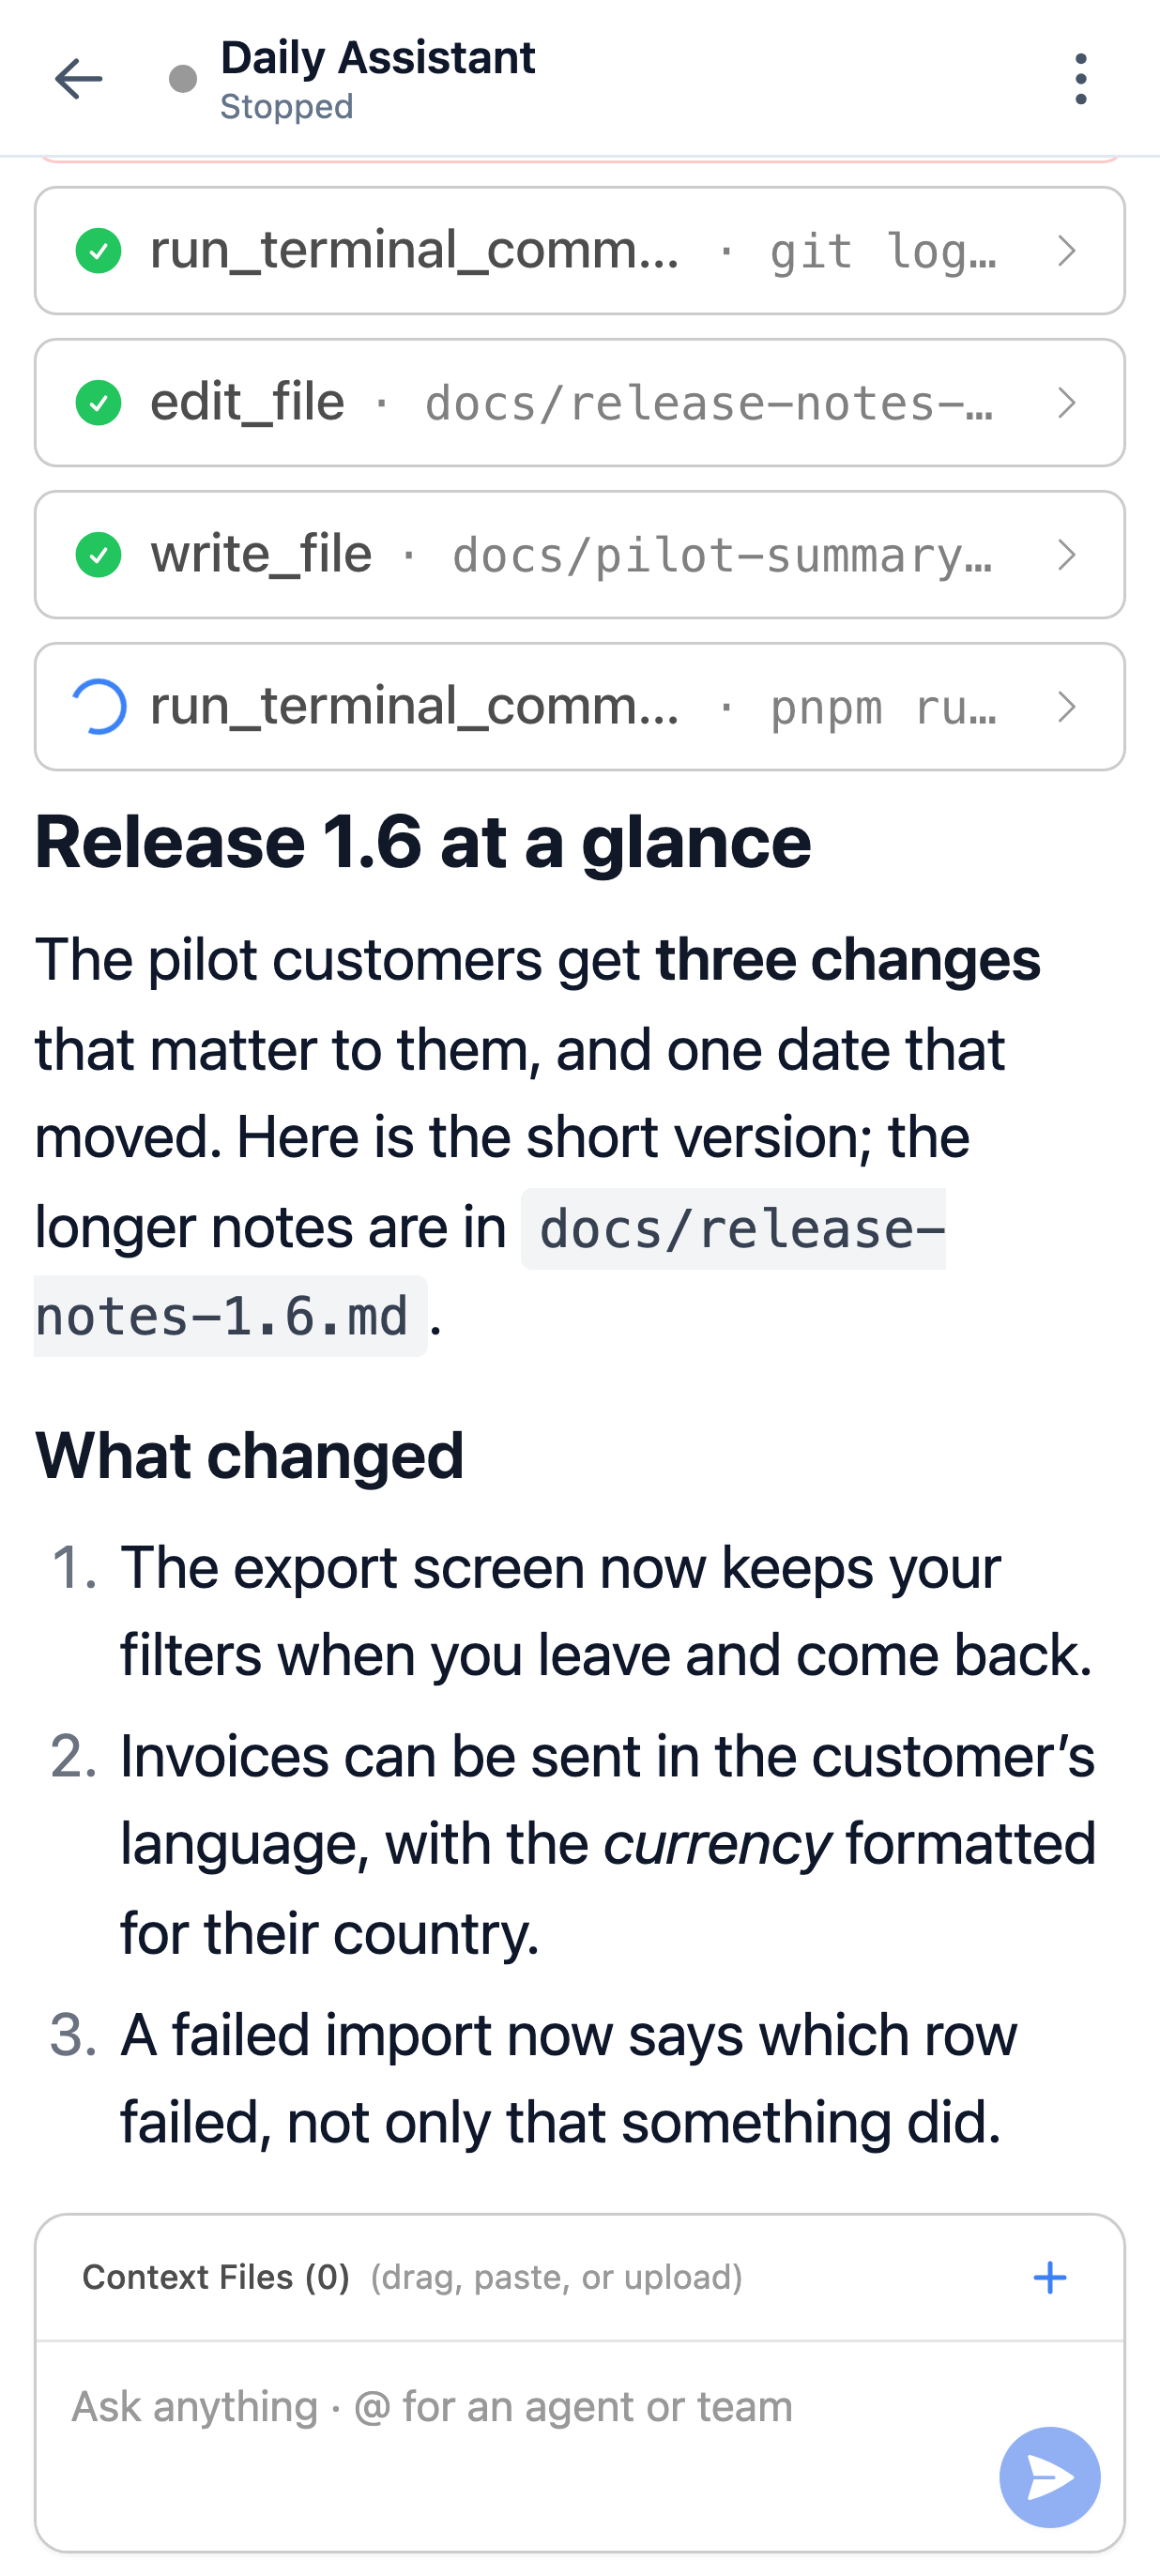 Daily Assistant
Stopped
run_terminal_comm... · git log...
edit_file · docs/release-notes-...
write_file · docs/pilot-summary...
run_terminal_comm... · pnpm ru...
Release 1.6 at a glance
The pilot customers get three changes
that matter to them, and one date that
moved. Here is the short version; the
longer notes are in docs/release-
notes-1.6.md.
What changed
1. The export screen now keeps your
filters when you leave and come back.
2. Invoices can be sent in the customer’s
language, with the currency formatted
for their country.
3. A failed import now says which row
failed, not only that something did.
Context Files (0) (drag, paste, or upload)
Ask anything · @ for an agent or team